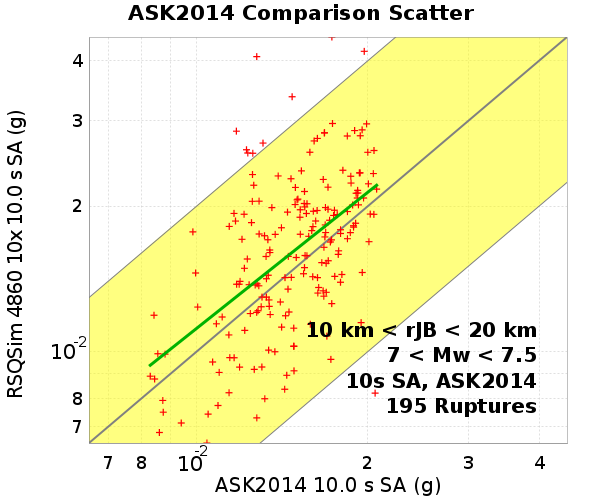 ASK2014 Comparison Scatter
RSQSim 4860 10x 10.0 s SA (g)
4
3
2
10-2
8
7
10 km < rJB < 20 km
7 < Mw < 7.5
10s SA, ASK2014
195 Ruptures
7 8 10-2 2 3 4
ASK2014 10.0 s SA (g)